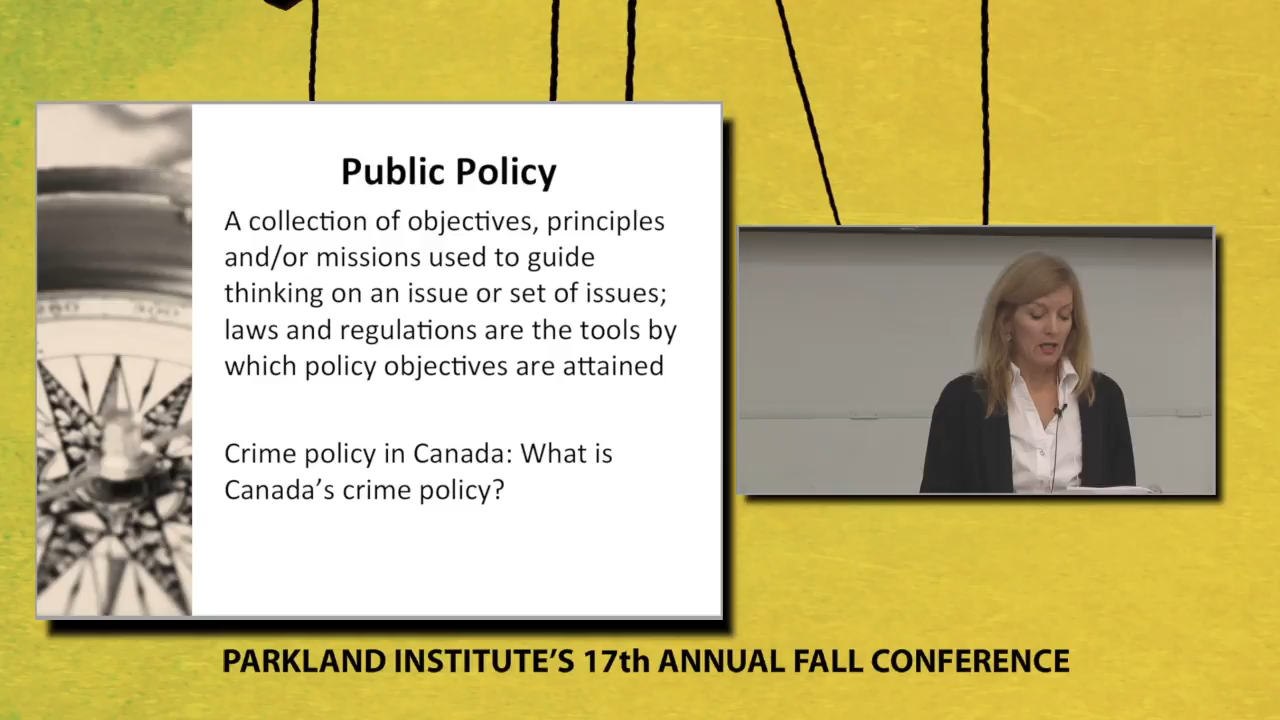 Public Policy
A collection of objectives, principles
and/or missions used to guide
thinking on an issue or set of issues;
laws and regulations are the tools by
which policy objectives are attained
Crime policy in Canada: What is
Canada's crime policy?
PARKLAND INSTITUTE'S 17th ANNUAL FALL CONFERENCE